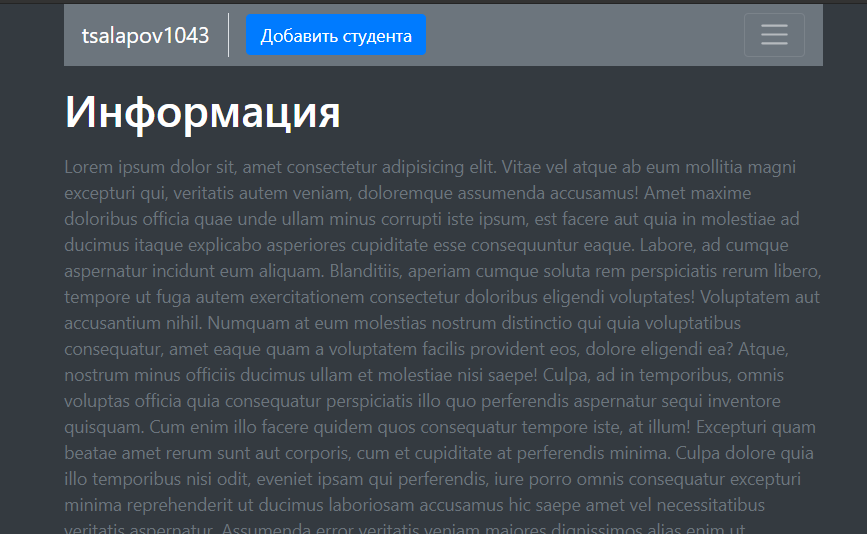 tsalapov1043
Добавить студента
Информация
Lorem ipsum dolor sit, amet consectetur adipisicing elit. Vitae vel atque ab eum mollitia magni
excepturi qui, veritatis autem veniam, doloremque assumenda accusamus! Amet maxime
doloribus officia quae unde ullam minus corrupti iste ipsum, est facere aut quia in molestiae ad
ducimus itaque explicabo asperiores cupiditate esse consequuntur eaque. Labore, ad cumque
aspernatur incidunt eum aliquam. Blanditiis, aperiam cumque soluta rem perspiciatis rerum libero,
tempore ut fuga autem exercitationem consectetur doloribus eligendi voluptates! Voluptatem aut
accusantium nihil. Numquam at eum molestias nostrum distinctio qui quia voluptatibus
consequatur, amet eaque quam a voluptatem facilis provident eos, dolore eligendi ea? Atque,
nostrum minus officiis ducimus ullam et molestiae nisi saepe! Culpa, ad in temporibus, omnis
voluptas officia quia consequatur perspiciatis illo quo perferendis aspernatur sequi inventore
quisquam. Cum enim illo facere quidem quos consequatur tempore iste, at illum! Excepturi quam
beatae amet rerum sunt aut corporis, cum et cupiditate at perferendis minima. Culpa dolore quia
illo temporibus nisi odit, eveniet ipsam qui perferendis, iure porro omnis consequatur excepturi
minima reprehenderit ut ducimus laboriosam accusamus hic saepe amet vel necessitatibus
veritatis aspernatur. Assumenda error veritatis veniam maiores dignissimos alias enim ut